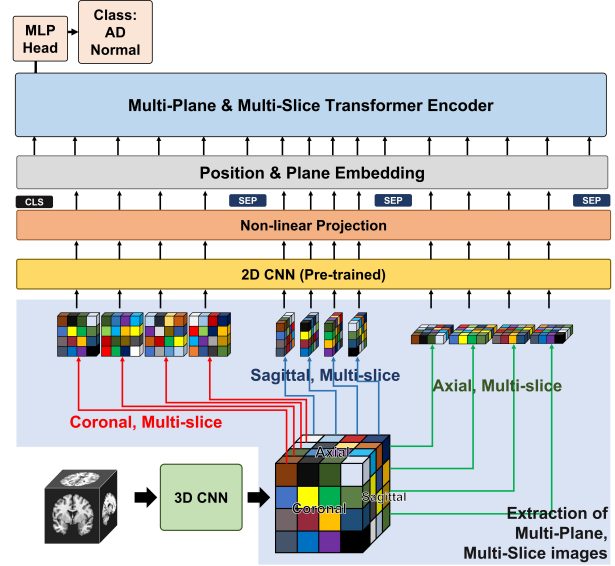 MLP
Head
Class:
AD
Normal
Multi-Plane & Multi-Slice Transformer Encoder
Position & Plane Embedding
CLS
SEP
SEP
SEP
Non-linear Projection
2D CNN (Pre-trained)
Sagittal, Multi-slice
Axial, Multi-slice
Coronal, Multi-slice
Axial
Sagittal
Coronal
3D CNN
Extraction of
Multi-Plane,
Multi-Slice images